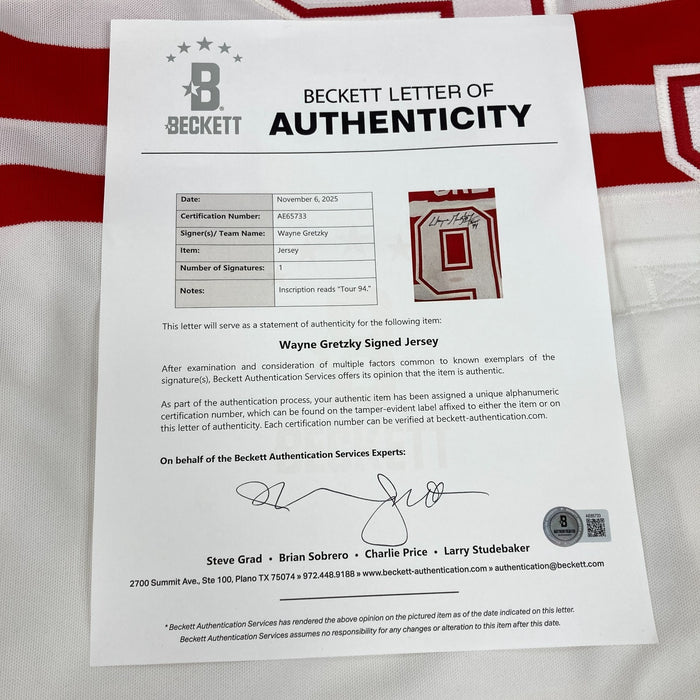 B
BECKETT
BECKETT LETTER OF
AUTHENTICITY
Date: November 6, 2025
Certification Number: AE65733
Signer(s)/ Team Name: Wayne Gretzky
Item: Jersey
Number of Signatures: 1
Notes: Inscription reads "Tour 94."
9
This letter will serve as a statement of authenticity for the following item:
Wayne Gretzky Signed Jersey
After examination and consideration of multiple factors common to known exemplars of the
signature(s), Beckett Authentication Services offers its opinion that the item is authentic.
As part of the authentication process, your authentic item has been assigned a unique alphanumeric
certification number, which can be found on the tamper-evident label affixed to either the item or on
this letter of authenticity. Each certification number can be verified at beckett-authentication.com.
On behalf of the Beckett Authentication Services Experts:
B
AE65733
Steve Grad • Brian Sobrero • Charlie Price • Larry Studebaker
2700 Summit Ave., Ste 100, Plano TX 75074 » 972.448.9188 » www.beckett-authentication.com » authentication@beckett.com
* Beckett Authentication Services has rendered the above opinion on the pictured item as of the date indicated on this letter.
Beckett Authentication Services assumes no responsibility for any changes or alteration to this item after this date.